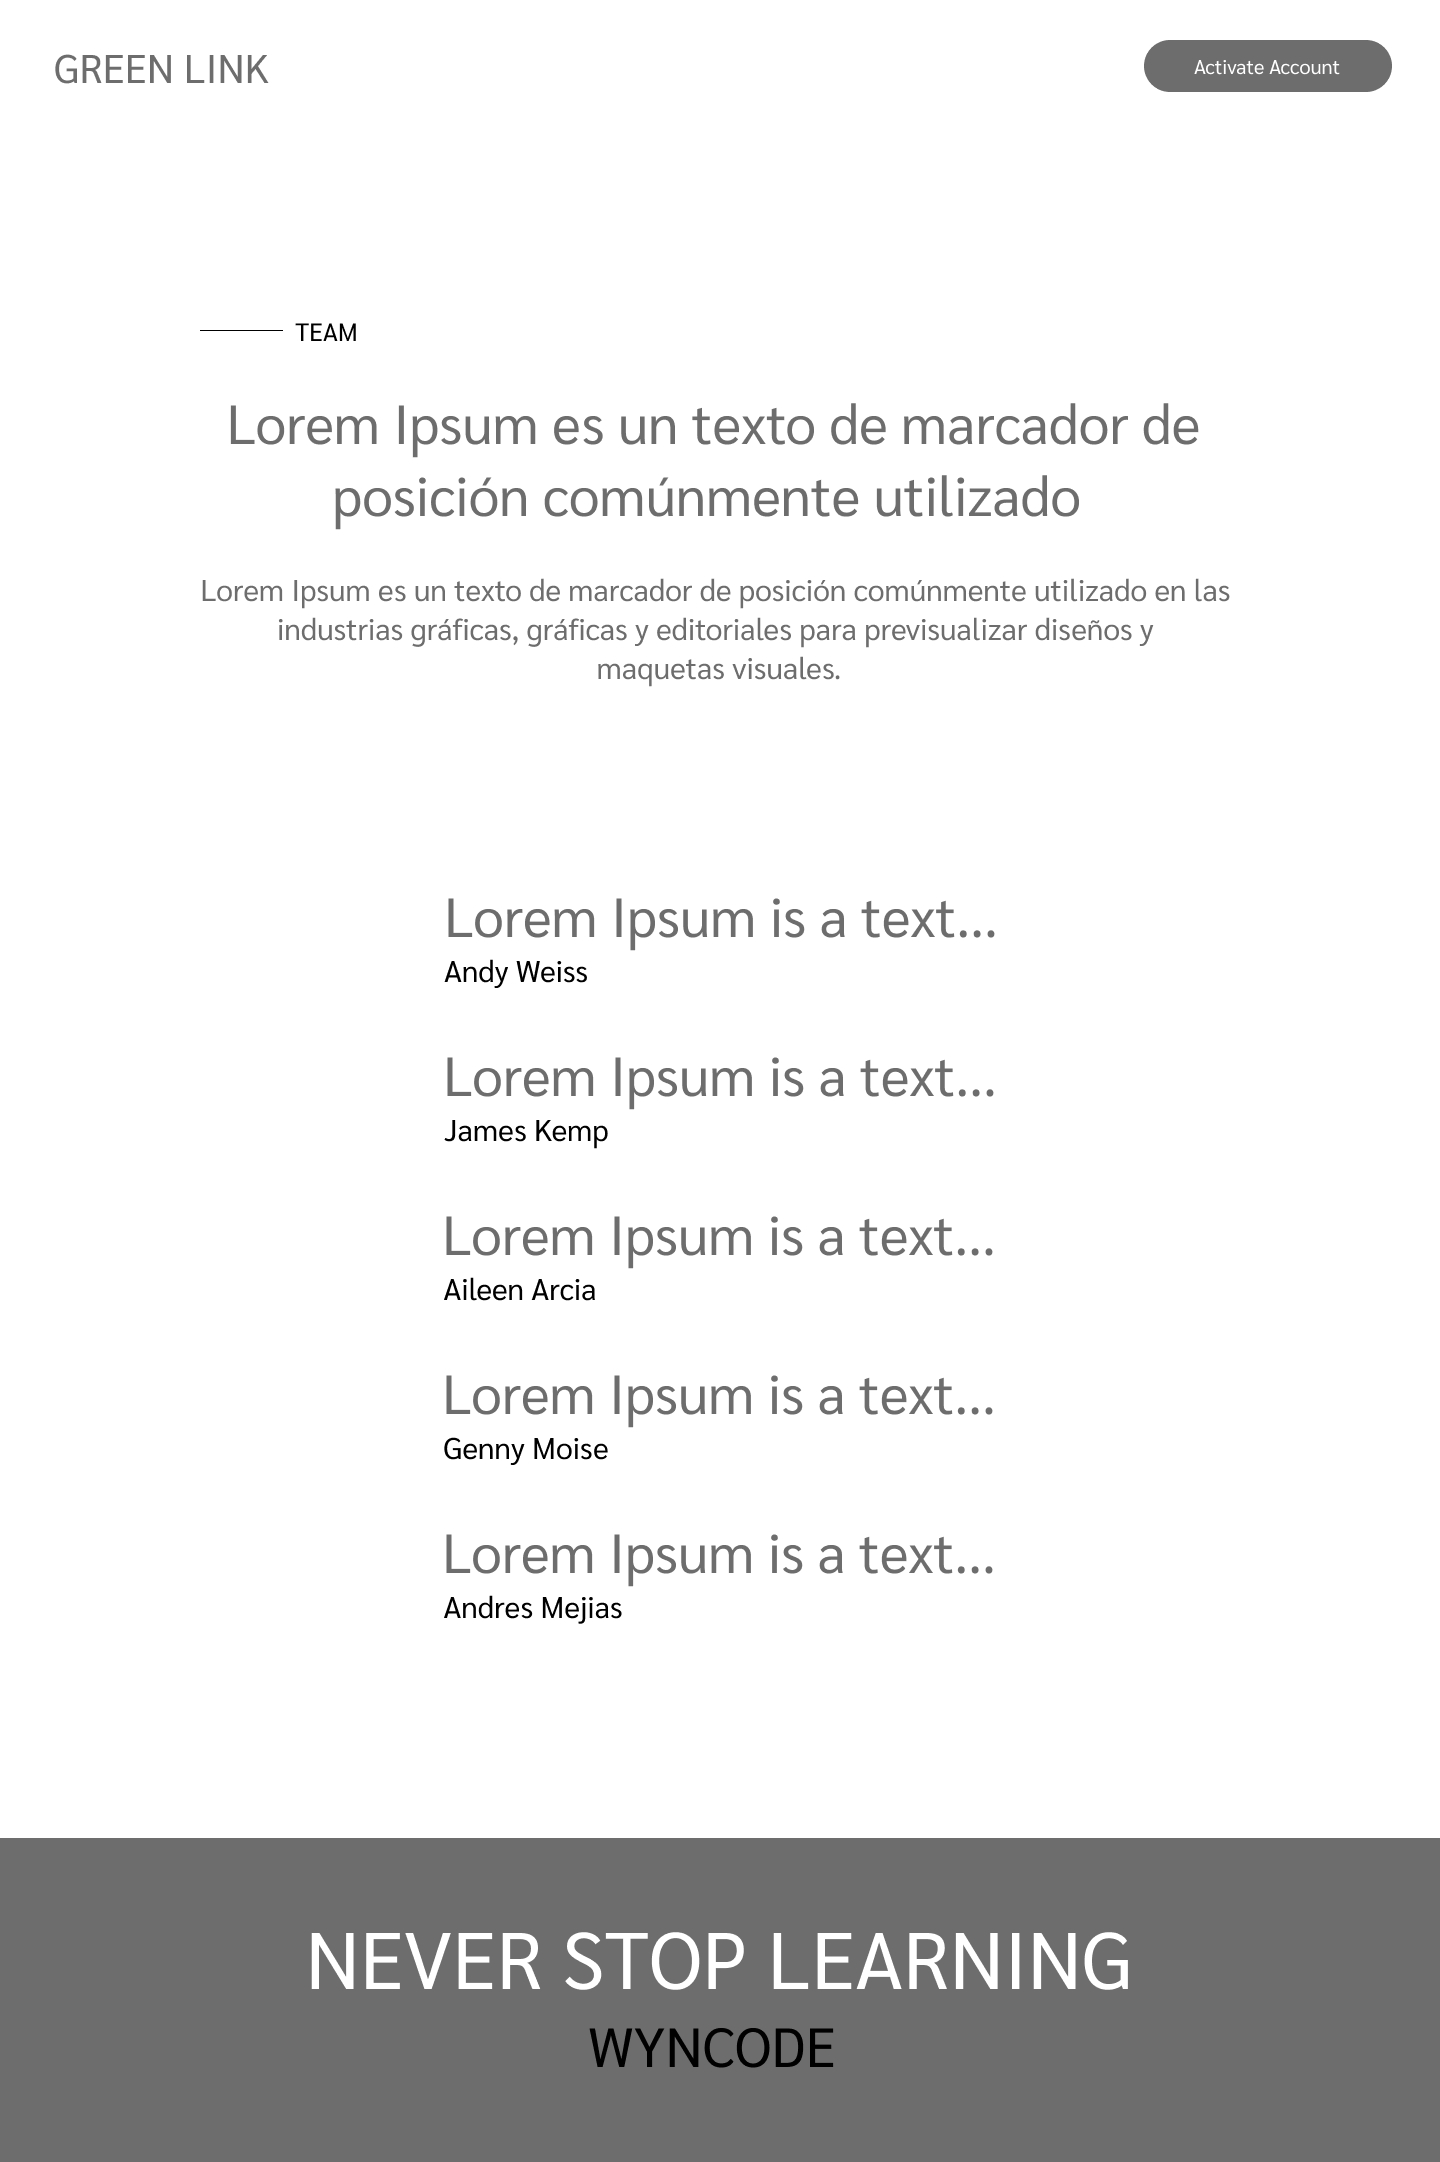 GREEN LINK
Activate Account
TEAM
Lorem Ipsum es un texto de marcador de
posición comúnmente utilizado
Lorem Ipsum es un texto de marcador de posición comúnmente utilizado en las
industrias gráficas, gráficas y editoriales para previsualizar diseños y
maquetas visuales.
Lorem Ipsum is a text...
Andy Weiss
Lorem Ipsum is a text...
James Kemp
Lorem Ipsum is a text...
Aileen Arcia
Lorem Ipsum is a text...
Genny Moise
Lorem Ipsum is a text...
Andres Mejias
NEVER STOP LEARNING
WYNCODE